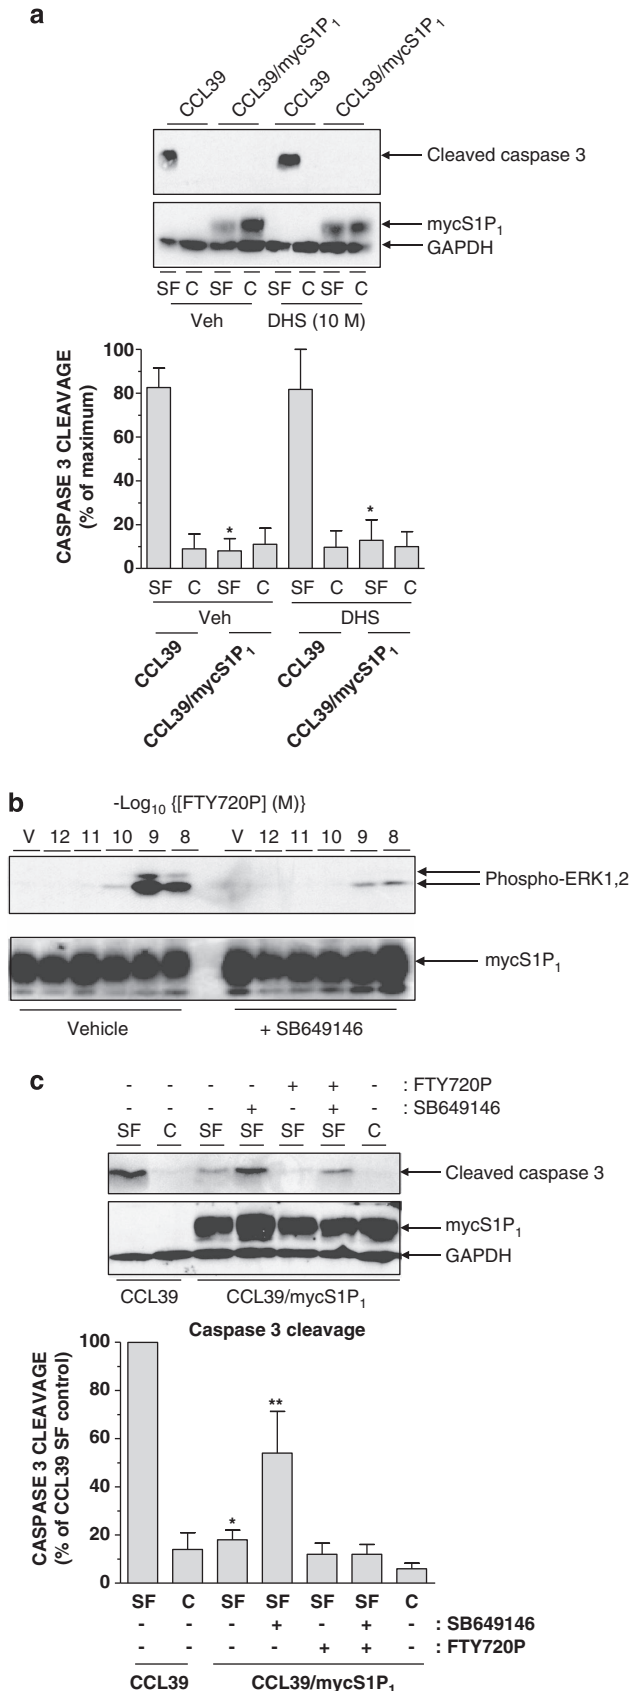 a
CCL39 CCL39/mycS1P1 CCL39 CCL39/mycS1P1
Cleaved caspase 3
mycS1P1
GAPDH
SF C SF C SF C SF C
Veh DHS (10 M)
CASPASE 3 CLEAVAGE
(% of maximum)
100
80
60
40
20
0
* *
SF C SF C SF C SF C
Veh DHS
CCL39 CCL39/mycS1P1 CCL39 CCL39/mycS1P1
b
-Log10 {[FTY720P] (M)}
V 12 11 10 9 8 V 12 11 10 9 8
Phospho-ERK1,2
mycS1P1
Vehicle + SB649146
c
- - - - + + - : FTY720P
- - - + - + - : SB649146
SF C SF SF SF SF C
Cleaved caspase 3
mycS1P1
GAPDH
CCL39 CCL39/mycS1P1
Caspase 3 cleavage
CASPASE 3 CLEAVAGE
(% of CCL39 SF control)
100
80
60
40
20
0
* **
SF C SF SF SF SF C
- - - + - + - : SB649146
- - - - + + - : FTY720P
CCL39 CCL39/mycS1P1